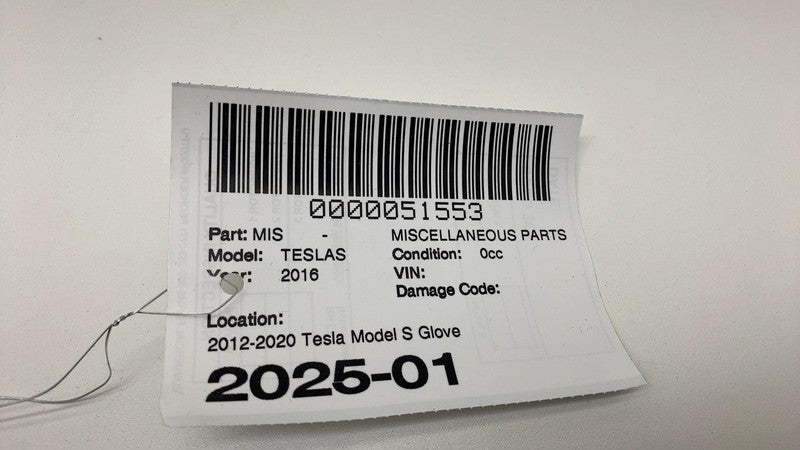 0000051553
Part: MIS - MISCELLANEOUS PARTS
Model: TESLAS Condition: 0cc
Year: 2016 VIN:
Damage Code:
Location:
2012-2020 Tesla Model S Glove
2025-01